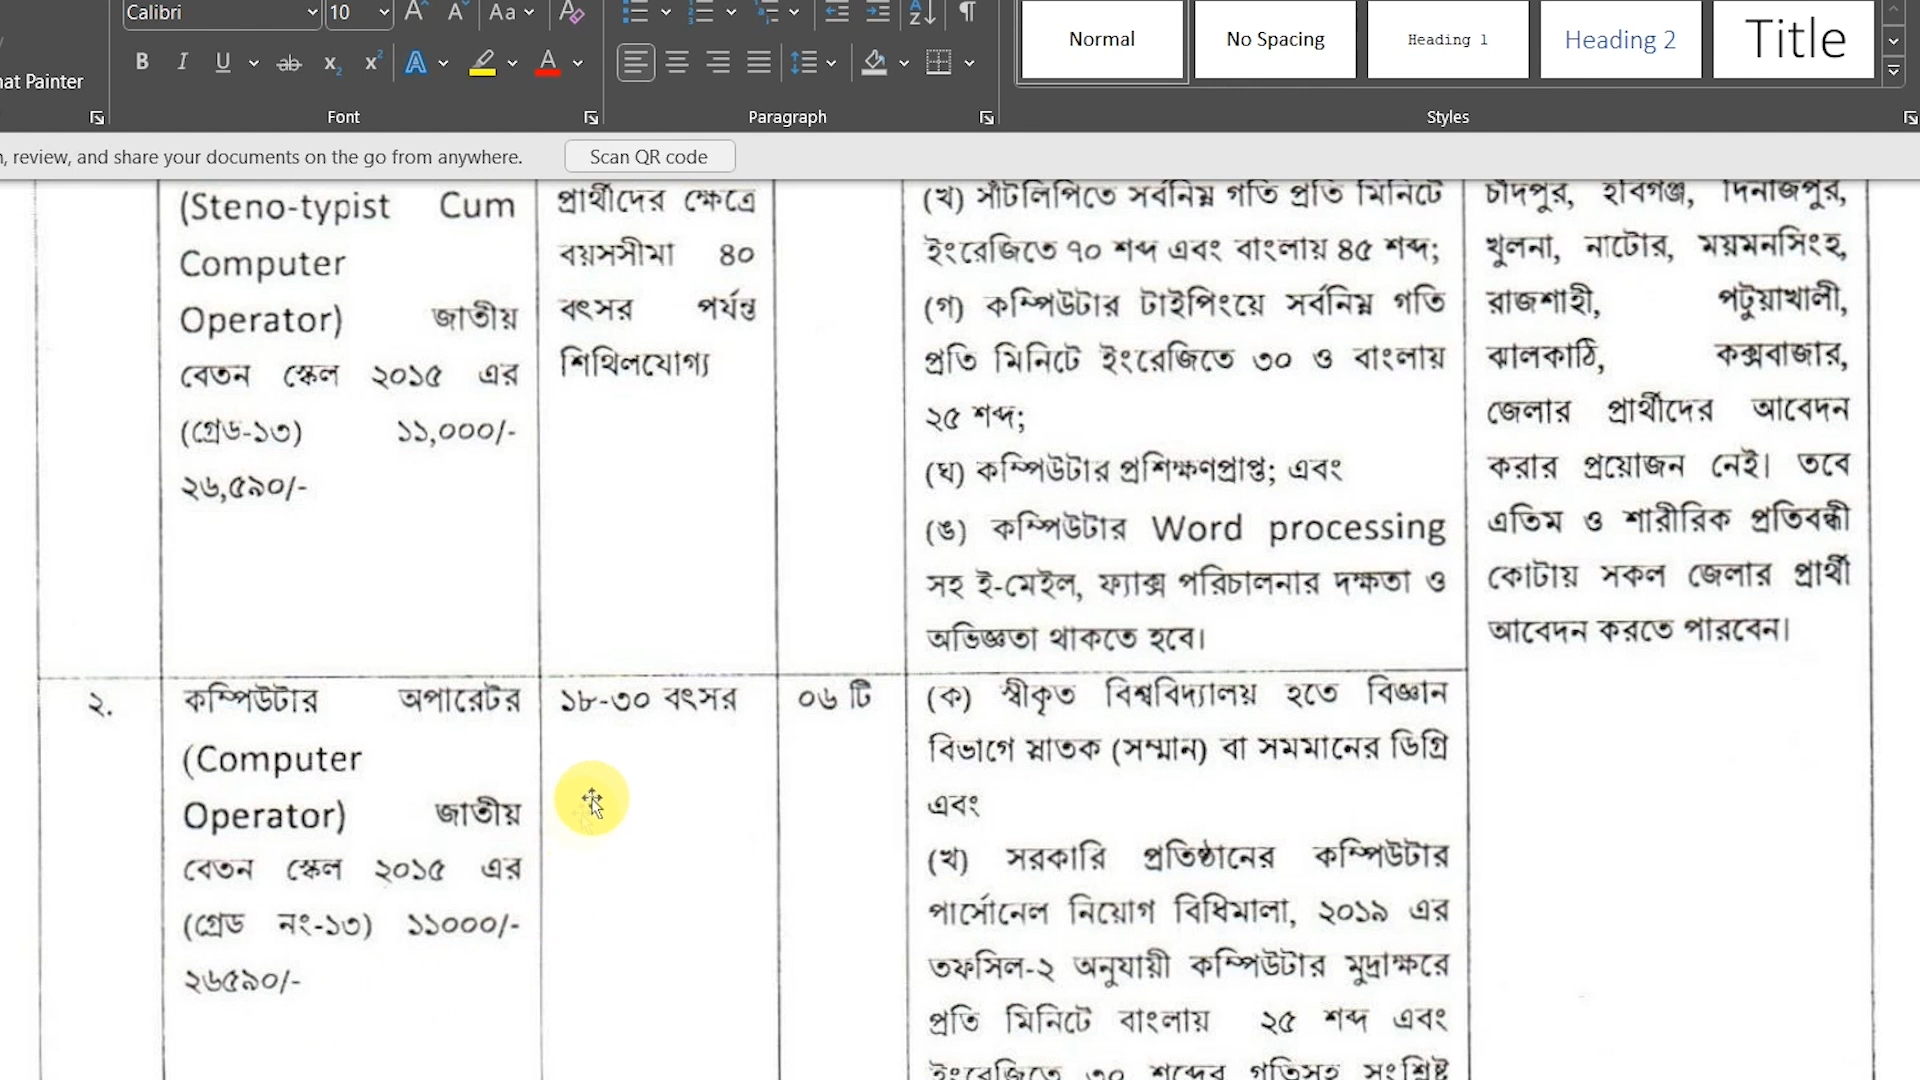 Calibri 10 Aa
at Painter B I U ab x2 x2 A A
Font Paragraph Styles
Normal No Spacing Heading 1 Heading 2 Title
, review, and share your documents on the go from anywhere. Scan QR code
(Steno-typist Cum
Computer
Operator) জাতীয়
বেতন স্কেল ২০১৫ এর
(গ্রেড-১৩) ১১,০০০/-
২৬,৫৯০/-
প্রার্থীদের ক্ষেত্রে
বয়সসীমা ৪০
বৎসর পর্যন্ত
শিথিলযোগ্য
(খ) সাঁটলিপিতে সর্বনিম্ন গতি প্রতি মিনিটে
ইংরেজিতে ৭০ শব্দ এবং বাংলায় ৪৫ শব্দ;
(গ) কম্পিউটার টাইপিংয়ে সর্বনিম্ন গতি
প্রতি মিনিটে ইংরেজিতে ৩০ ও বাংলায়
২৫ শব্দ;
(ঘ) কম্পিউটার প্রশিক্ষণপ্রাপ্ত; এবং
(ঙ) কম্পিউটার Word processing
সহ ই-মেইল, ফ্যাক্স পরিচালনার দক্ষতা ও
অভিজ্ঞতা থাকতে হবে।
চাঁদপুর, হবিগঞ্জ, দিনাজপুর,
খুলনা, নাটোর, ময়মনসিংহ,
রাজশাহী, পটুয়াখালী,
ঝালকাঠি, কক্সবাজার,
জেলার প্রার্থীদের আবেদন
করার প্রয়োজন নেই। তবে
এতিম ও শারীরিক প্রতিবন্ধী
কোটায় সকল জেলার প্রার্থী
আবেদন করতে পারবেন।
২.
কম্পিউটার অপারেটর
(Computer
Operator) জাতীয়
বেতন স্কেল ২০১৫ এর
(গ্রেড নং-১৩) ১১০০০/-
২৬৫৯০/-
১৮-৩০ বৎসর
০৬ টি
(ক) স্বীকৃত বিশ্ববিদ্যালয় হতে বিজ্ঞান
বিভাগে স্নাতক (সম্মান) বা সমমানের ডিগ্রি
এবং
(খ) সরকারি প্রতিষ্ঠানের কম্পিউটার
পার্সোনেল নিয়োগ বিধিমালা, ২০১৯ এর
তফসিল-২ অনুযায়ী কম্পিউটার মুদ্রাক্ষরে
প্রতি মিনিটে বাংলায় ২৫ শব্দ এবং
ইংরেজিতে ৩০ শব্দের গতিসহ সংশ্লিষ্ট